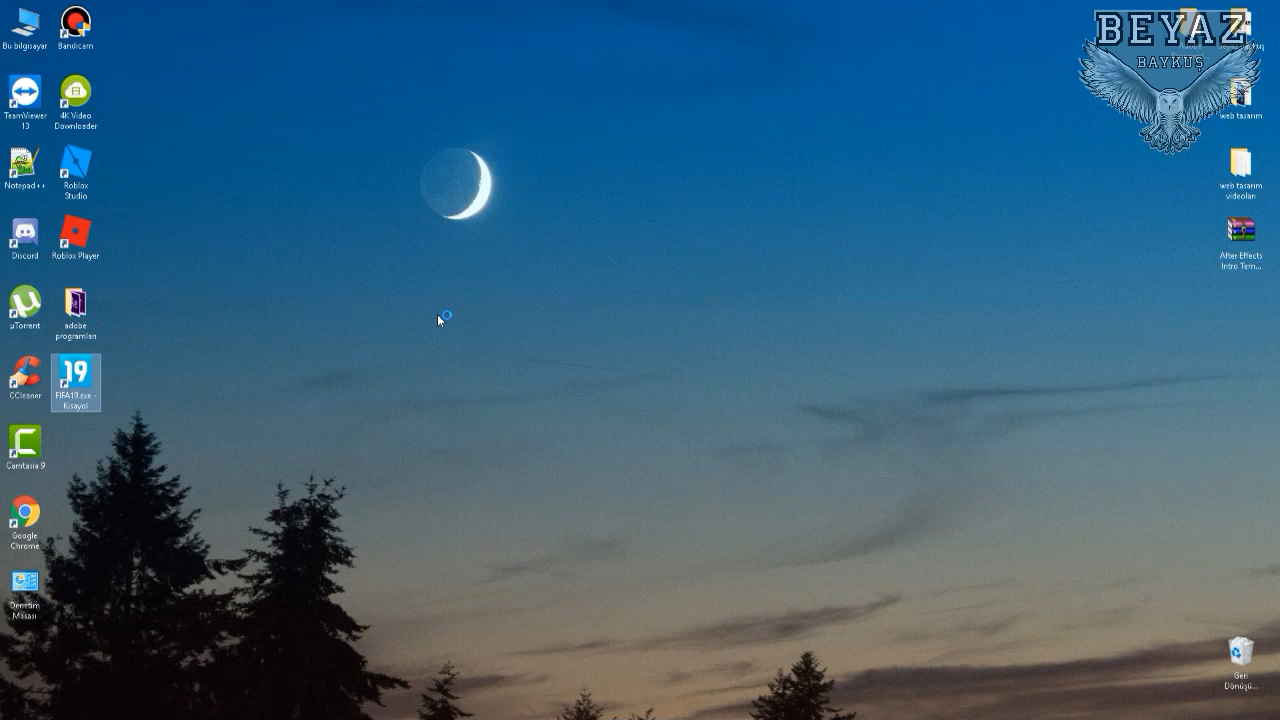 Bu bilgisayar
Bandicam
TeamViewer
13
4K Video
Downloader
Notepad++
Roblox
Studio
Discord
Roblox Player
µTorrent
adobe
programları
CCleaner
19
FIFA19.exe -
Kısayol
Camtasia 9
Google
Chrome
Denetim
Masası
BEYAZ
BAYKUŞ
web tasarım
web tasarım
videoları
After Effects
Intro Tem...
Geri
Dönüşü...